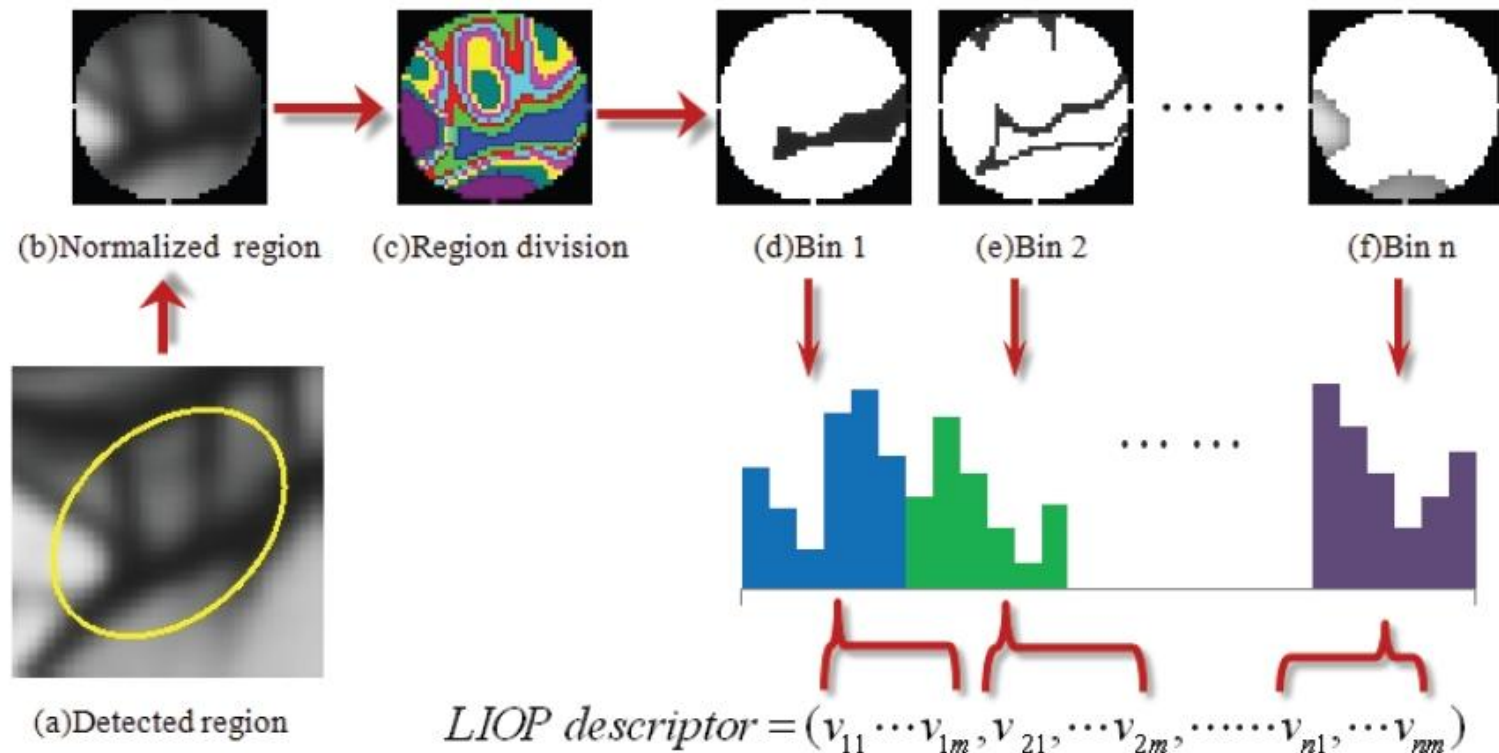 (b)Normalized region
(c)Region division
(d)Bin 1
(e)Bin 2
... ...
(f)Bin n
... ...
(a)Detected region
LIOP descriptor = (v11 ⋯ v1m, v21, ⋯ v2m, ⋯⋯ vn1, ⋯ vnm)